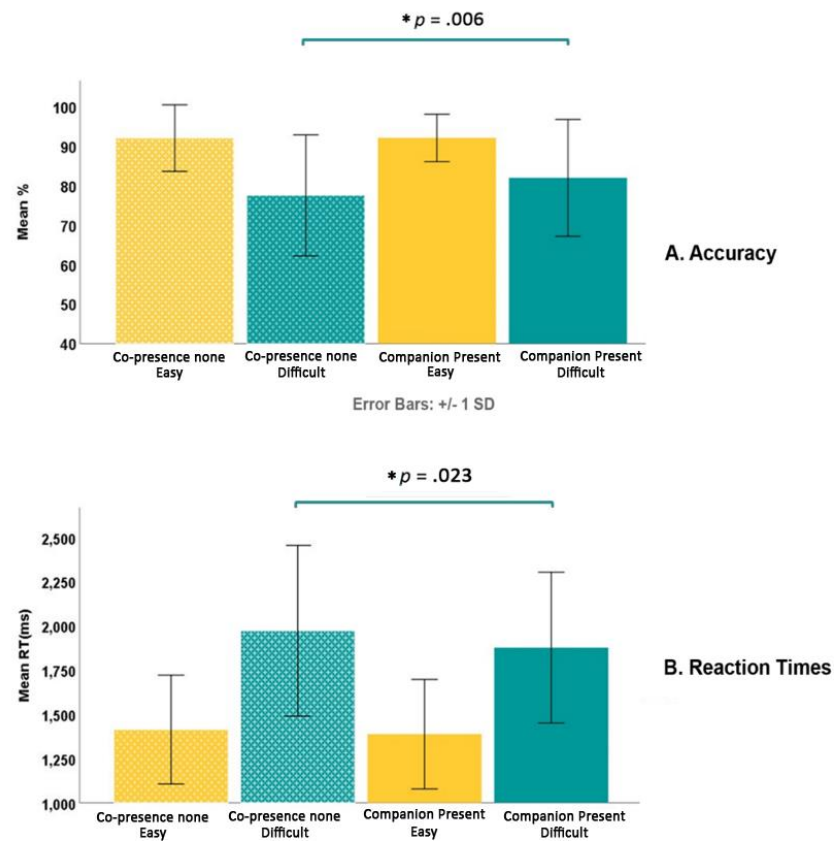 * p = .006
100
90
80
70
60
50
40
Mean %
Co-presence none
Easy
Co-presence none
Difficult
Companion Present
Easy
Companion Present
Difficult
A. Accuracy
Error Bars: +/- 1 SD
* p = .023
2,500
2,250
2,000
1,750
1,500
1,250
1,000
Mean RT(ms)
Co-presence none
Easy
Co-presence none
Difficult
Companion Present
Easy
Companion Present
Difficult
B. Reaction Times